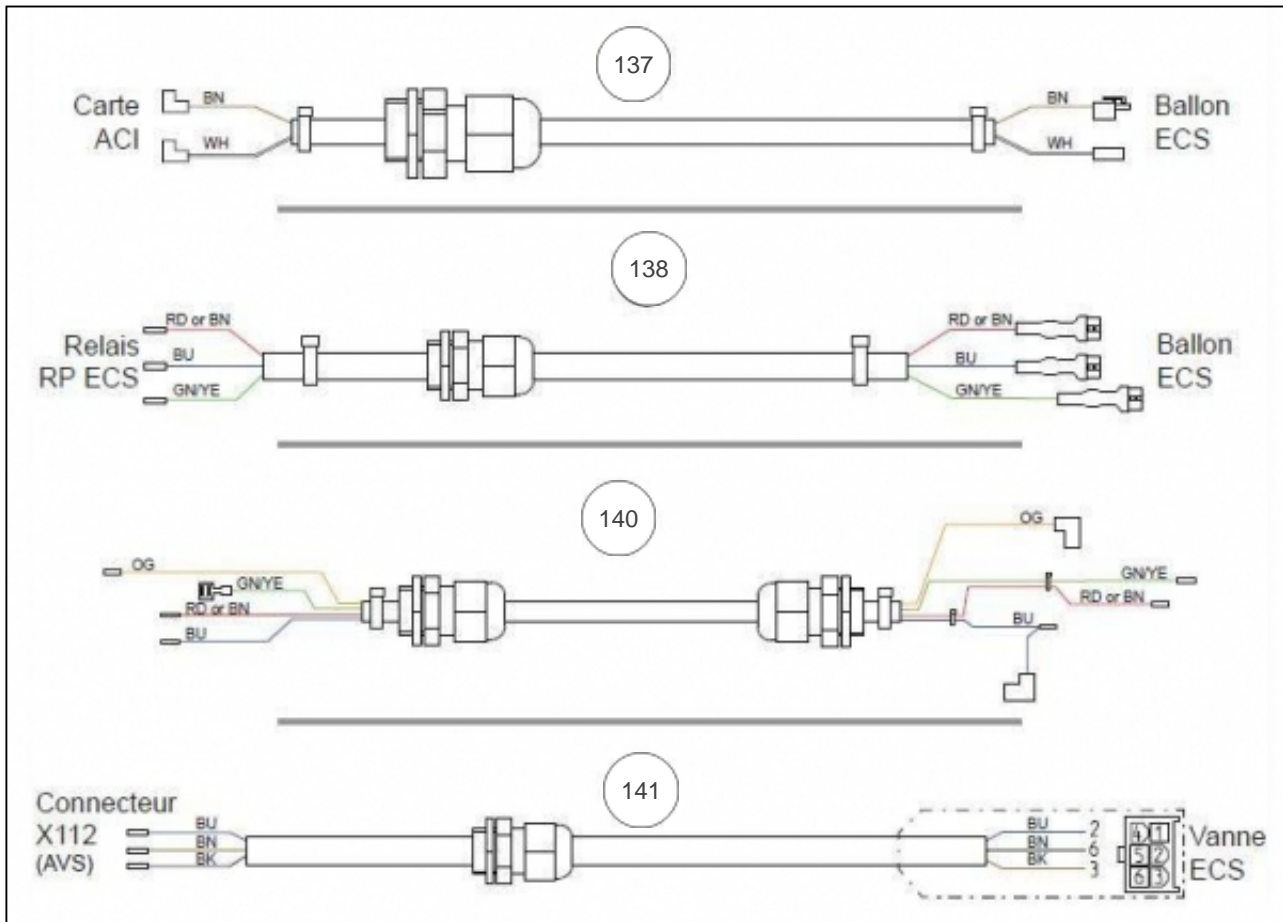 137
Carte
ACI
BN
WH
BN
WH
Ballon
ECS
138
Relais
RP ECS
RD or BN
BU
GN/YE
RD or BN
BU
GN/YE
Ballon
ECS
140
OG
GN/YE
RD or BN
BU
OG
GN/YE
RD or BN
BU
141
Connecteur
X112
(AVS)
BU
BN
BK
BU 2
BN 6
BK 3
4 1
5 2
6 3
Vanne
ECS